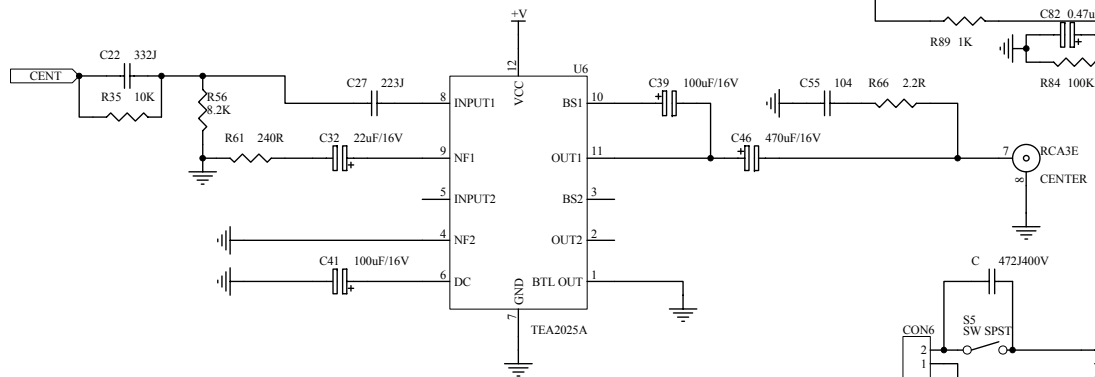 +V
C82 0.47u
R89 1K
R84 100K
CENT
C22 332J
R35 10K
R56
8.2K
C27 223J
R61 240R
C32 22uF/16V
C41 100uF/16V
U6
12
VCC
8 INPUT1
9 NF1
5 INPUT2
4 NF2
6 DC
BS1 10
OUT1 11
BS2 3
OUT2 2
BTL OUT 1
GND
7
TEA2025A
C39 100uF/16V
C46 470uF/16V
C55 104
R66 2.2R
7 RCA3E
8
CENTER
C 472J400V
S5
SW SPST
CON6
2
1